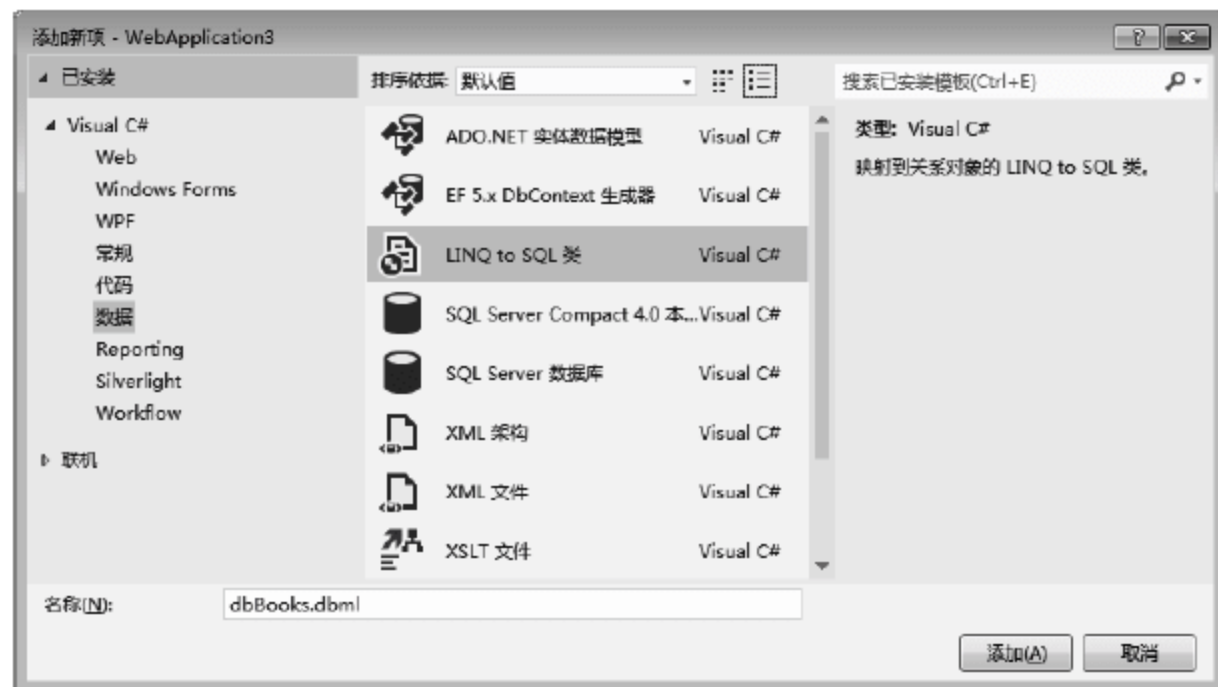 添加新项 - WebApplication3
已安装
排序依据: 默认值
搜索已安装模板(Ctrl+E)
Visual C#
Web
Windows Forms
WPF
常规
代码
数据
Reporting
Silverlight
Workflow
联机
ADO.NET 实体数据模型 Visual C#
EF 5.x DbContext 生成器 Visual C#
LINQ to SQL 类 Visual C#
SQL Server Compact 4.0 本... Visual C#
SQL Server 数据库 Visual C#
XML 架构 Visual C#
XML 文件 Visual C#
XSLT 文件 Visual C#
类型: Visual C#
映射到关系对象的 LINQ to SQL 类。
名称(N): dbBooks.dbml
添加(A) 取消